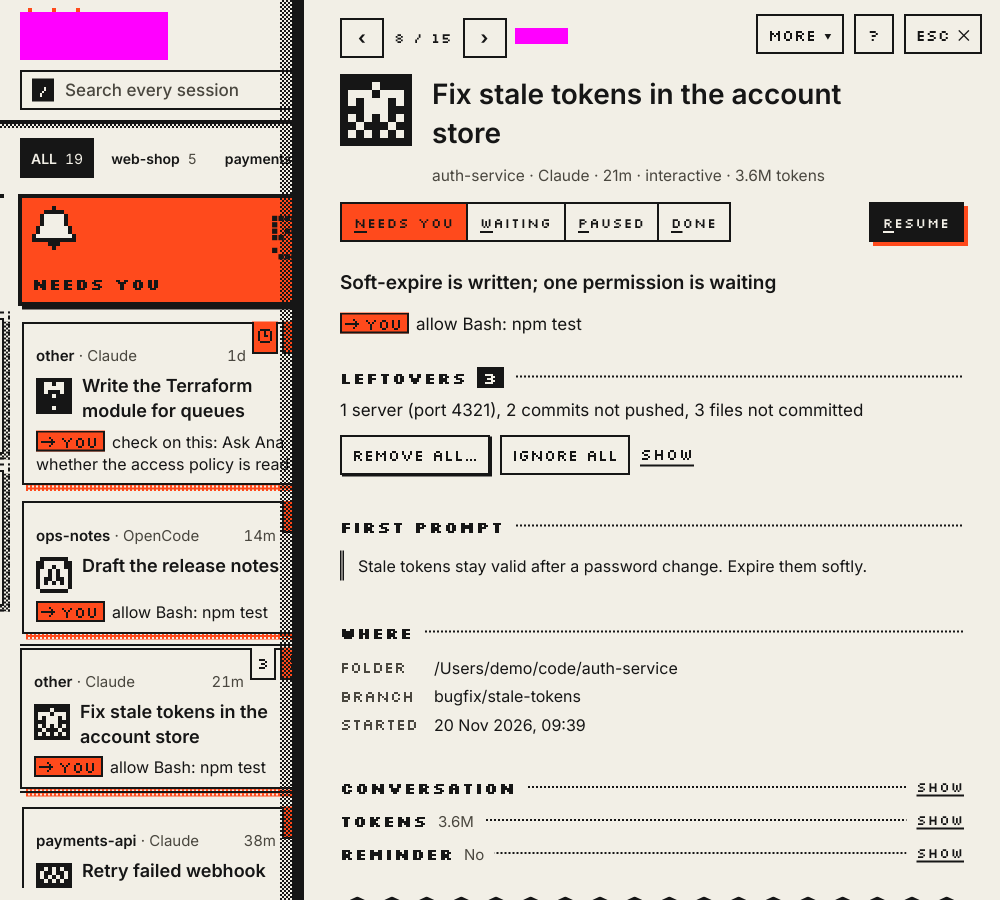 / Search every session
ALL 19 web-shop 5 payments
NEEDS YOU
other · Claude 1d
Write the Terraform
module for queues
→ YOU check on this: Ask Ana
whether the access policy is read
ops-notes · OpenCode 14m
Draft the release notes
→ YOU allow Bash: npm test
3
other · Claude 21m
Fix stale tokens in the
account store
→ YOU allow Bash: npm test
payments-api · Claude 38m
Retry failed webhook
‹ 8 / 15 › MORE ▾ ? ESC ×
Fix stale tokens in the account
store
auth-service · Claude · 21m · interactive · 3.6M tokens
NEEDS YOU WAITING PAUSED DONE RESUME
Soft-expire is written; one permission is waiting
→ YOU allow Bash: npm test
LEFTOVERS 3
1 server (port 4321), 2 commits not pushed, 3 files not committed
REMOVE ALL… IGNORE ALL SHOW
FIRST PROMPT
Stale tokens stay valid after a password change. Expire them softly.
WHERE
FOLDER /Users/demo/code/auth-service
BRANCH bugfix/stale-tokens
STARTED 20 Nov 2026, 09:39
CONVERSATION SHOW
TOKENS 3.6M SHOW
REMINDER No SHOW